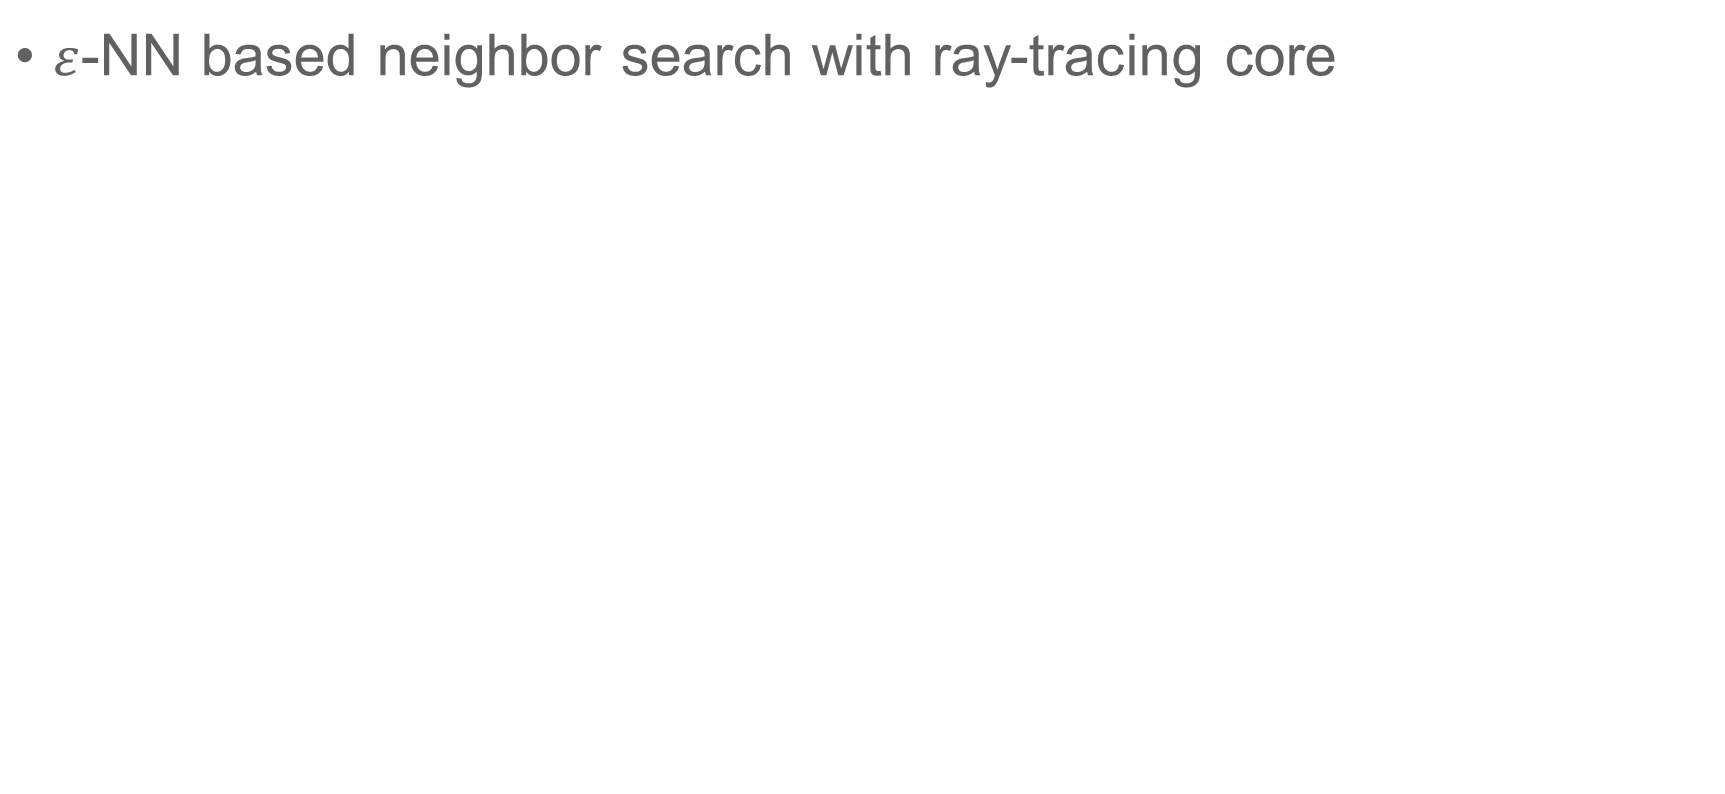 • 𝜀-NN based neighbor search with ray-tracing core